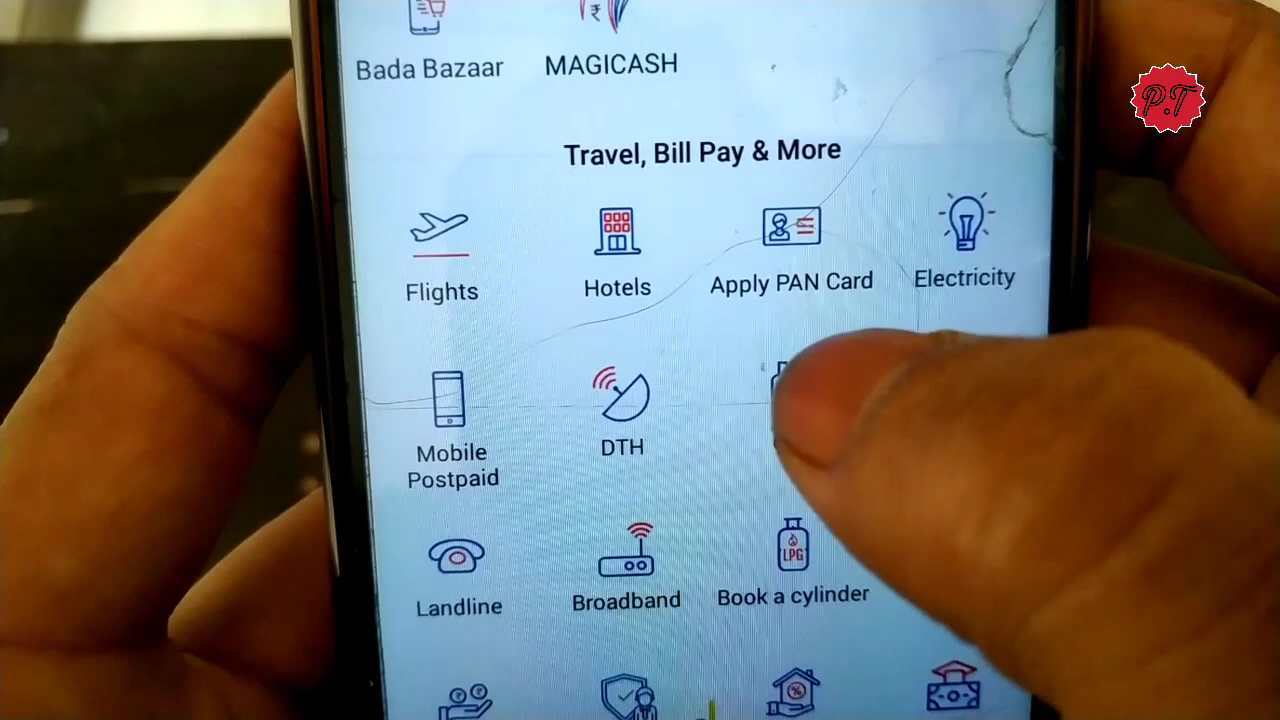 Bada Bazaar
MAGICASH
P.T
Travel, Bill Pay & More
Flights
Hotels
Apply PAN Card
Electricity
Mobile
Postpaid
DTH
Landline
Broadband
LPG
Book a cylinder